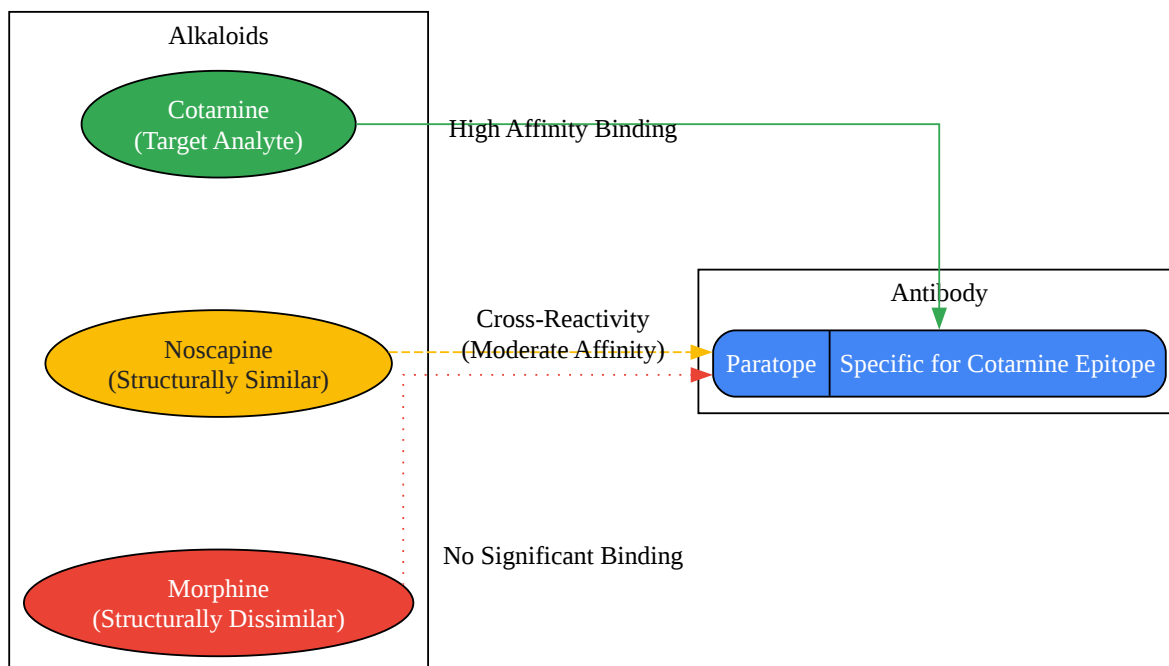 Alkaloids
Cotarnine
(Target Analyte)
High Affinity Binding
Antibody
Noscapine
(Structurally Similar)
Cross-Reactivity
(Moderate Affinity)
Paratope
Specific for Cotarnine Epitope
No Significant Binding
Morphine
(Structurally Dissimilar)